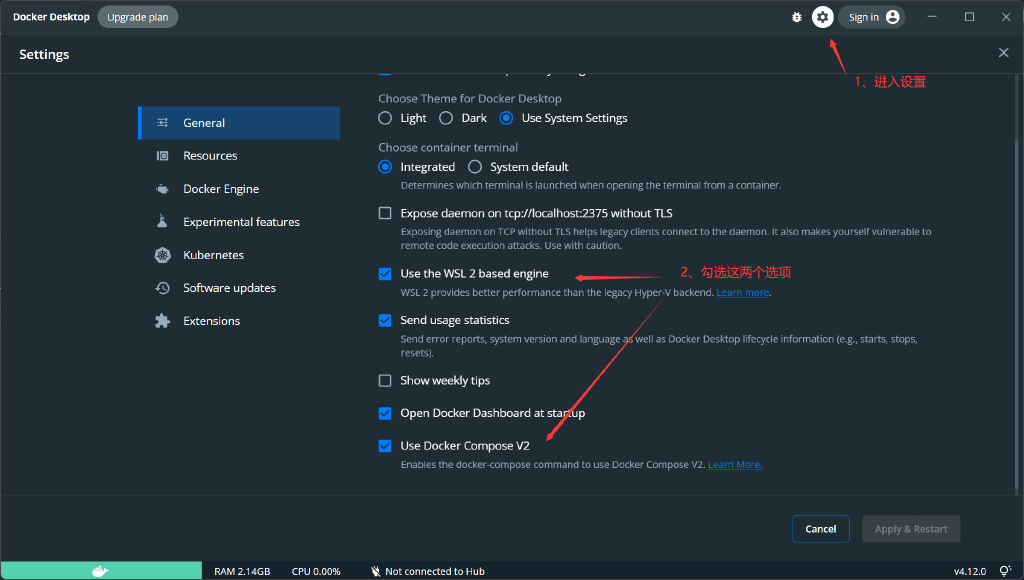 Docker Desktop Upgrade plan Sign in
Settings
1、进入设置
General
Resources
Docker Engine
Experimental features
Kubernetes
Software updates
Extensions
Choose Theme for Docker Desktop
Light Dark Use System Settings
Choose container terminal
Integrated System default
Determines which terminal is launched when opening the terminal from a container.
Expose daemon on tcp://localhost:2375 without TLS
Exposing daemon on TCP without TLS helps legacy clients connect to the daemon. It also makes yourself vulnerable to
remote code execution attacks. Use with caution.
Use the WSL 2 based engine
2、勾选这两个选项
WSL 2 provides better performance than the legacy Hyper-V backend. Learn more.
Send usage statistics
Send error reports, system version and language as well as Docker Desktop lifecycle information (e.g., starts, stops,
resets).
Show weekly tips
Open Docker Dashboard at startup
Use Docker Compose V2
Enables the docker-compose command to use Docker Compose V2. Learn More.
Cancel Apply & Restart
RAM 2.14GB CPU 0.00% Not connected to Hub v4.12.0